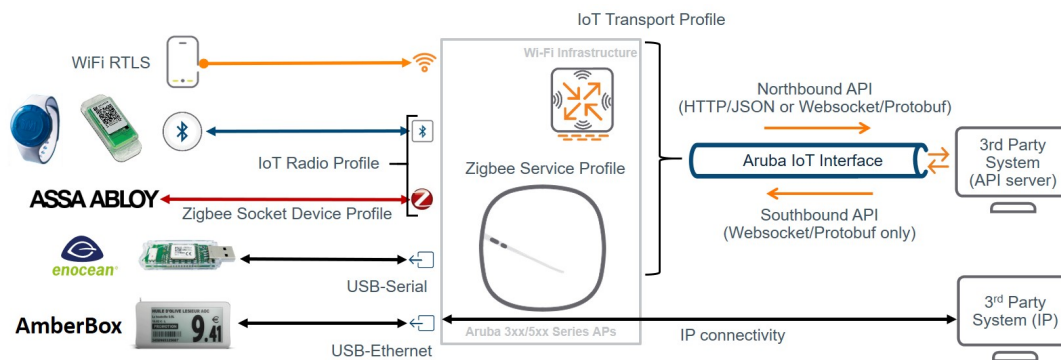 IoT Transport Profile
WiFi RTLS
Wi-Fi Infrastructure
Northbound API
(HTTP/JSON or Websocket/Protobuf)
IoT Radio Profile
Zigbee Service Profile
Aruba IoT Interface
3rd Party
System
(API server)
ASSA ABLOY
Zigbee Socket Device Profile
Southbound API
(Websocket/Protobuf only)
enocean®
USB-Serial
AmberBox
9.41
€
USB-Ethernet
Aruba 3xx/5xx Series APs
IP connectivity
3rd Party
System (IP)